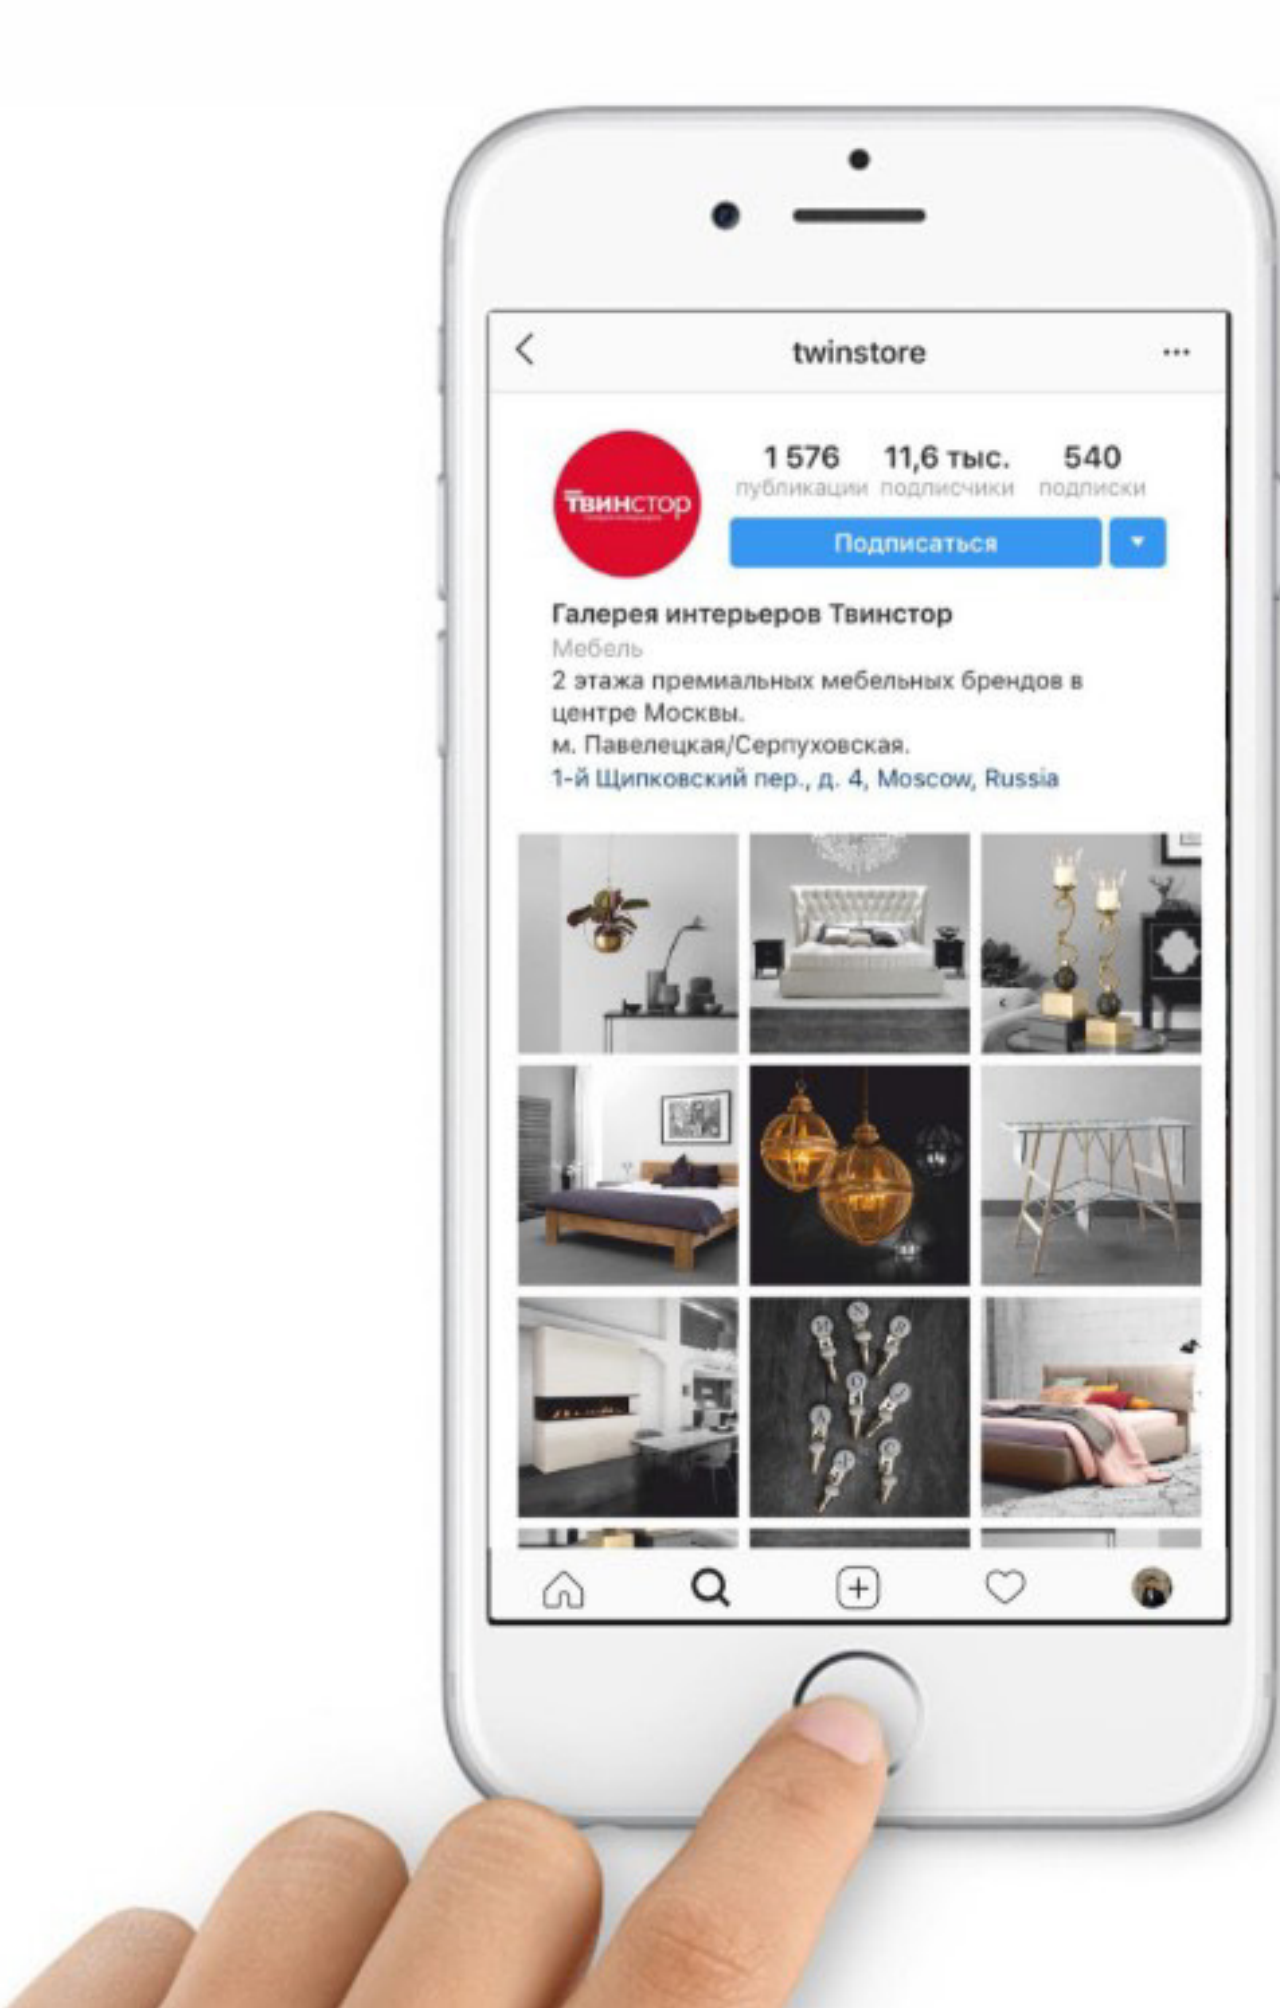 twinstore
ТВИНСТОР
1 576 11,6 тыс. 540
публикации подписчики подписки
Подписаться
Галерея интерьеров Твинстор
Мебель
2 этажа премиальных мебельных брендов в
центре Москвы.
м. Павелецкая/Серпуховская.
1-й Щипковский пер., д. 4, Moscow, Russia